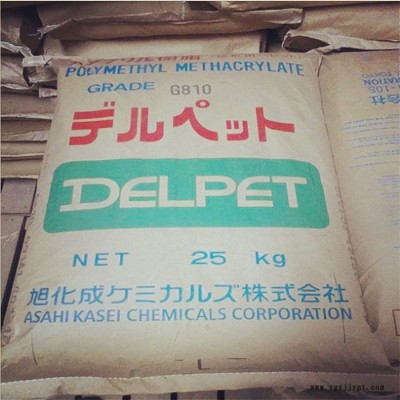 POLYMETHYL METHACRYLATE
GRADE G810
デルペット
DELPET
NET 25 kg
旭化成ケミカルズ株式会社
ASAHI KASEI CHEMICALS CORPORATION